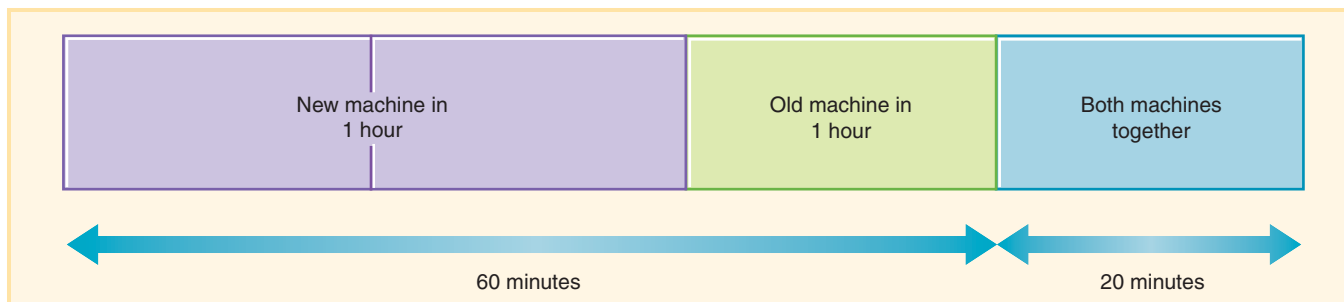 New machine in
1 hour
Old machine in
1 hour
Both machines
together
60 minutes
20 minutes